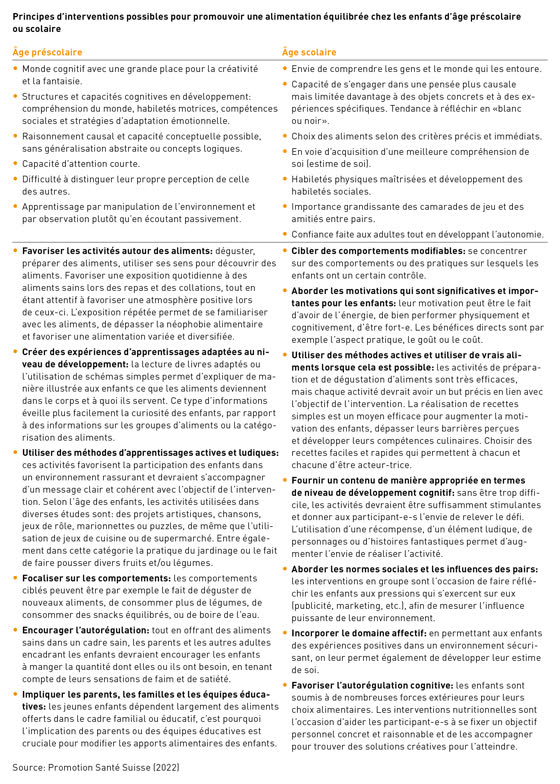 Principes d'interventions possibles pour promouvoir une alimentation équilibrée chez les enfants d'âge préscolaire
ou scolaire
Âge préscolaire
• Monde cognitif avec une grande place pour la créativité
et la fantaisie.
• Structures et capacités cognitives en développement:
compréhension du monde, habiletés motrices, compétences
sociales et stratégies d'adaptation émotionnelle.
• Raisonnement causal et capacité conceptuelle possible,
sans généralisation abstraite ou concepts logiques.
• Capacité d'attention courte.
• Difficulté à distinguer leur propre perception de celle
des autres.
• Apprentissage par manipulation de l'environnement et
par observation plutôt qu'en écoutant passivement.
Âge scolaire
• Envie de comprendre les gens et le monde qui les entoure.
• Capacité de s'engager dans une pensée plus causale
mais limitée davantage à des objets concrets et à des ex-
périences spécifiques. Tendance à réfléchir en «blanc
ou noir».
• Choix des aliments selon des critères précis et immédiats.
• En voie d'acquisition d'une meilleure compréhension de
soi (estime de soi).
• Habiletés physiques maîtrisées et développement des
habiletés sociales.
• Importance grandissante des camarades de jeu et des
amitiés entre pairs.
• Confiance faite aux adultes tout en développant l'autonomie.
• Favoriser les activités autour des aliments: déguster,
préparer des aliments, utiliser ses sens pour découvrir des
aliments. Favoriser une exposition quotidienne à des
aliments sains lors des repas et des collations, tout en
étant attentif à favoriser une atmosphère positive lors
de ceux-ci. L'exposition répétée permet de se familiariser
avec les aliments, de dépasser la néophobie alimentaire
et favoriser une alimentation variée et diversifiée.
• Créer des expériences d'apprentissages adaptées au ni-
veau de développement: la lecture de livres adaptés ou
l'utilisation de schémas simples permet d'expliquer de ma-
nière illustrée aux enfants ce que les aliments deviennent
dans le corps et à quoi ils servent. Ce type d'informations
éveille plus facilement la curiosité des enfants, par rapport
à des informations sur les groupes d'aliments ou la catégo-
risation des aliments.
• Utiliser des méthodes d'apprentissages actives et ludiques:
ces activités favorisent la participation des enfants dans
un environnement rassurant et devraient s'accompagner
d'un message clair et cohérent avec l'objectif de l'interven-
tion. Selon l'âge des enfants, les activités utilisées dans
diverses études sont: des projets artistiques, chansons,
jeux de rôle, marionnettes ou puzzles, de même que l'utili-
sation de jeux de cuisine ou de supermarché. Entre égale-
ment dans cette catégorie la pratique du jardinage ou le fait
de faire pousser divers fruits et/ou légumes.
• Focaliser sur les comportements: les comportements
ciblés peuvent être par exemple le fait de déguster de
nouveaux aliments, de consommer plus de légumes, de
consommer des snacks équilibrés, ou de boire de l'eau.
• Encourager l'autorégulation: tout en offrant des aliments
sains dans un cadre sain, les parents et les autres adultes
encadrant les enfants devraient encourager les enfants
à manger la quantité dont elles ou ils ont besoin, en tenant
compte de leurs sensations de faim et de satiété.
• Impliquer les parents, les familles et les équipes éduca-
tives: les jeunes enfants dépendent largement des aliments
offerts dans le cadre familial ou éducatif, c'est pourquoi
l'implication des parents ou des équipes éducatives est
cruciale pour modifier les apports alimentaires des enfants.
• Cibler des comportements modifiables: se concentrer
sur des comportements ou des pratiques sur lesquels les
enfants ont un certain contrôle.
• Aborder les motivations qui sont significatives et impor-
tantes pour les enfants: leur motivation peut être le fait
d'avoir de l'énergie, de bien performer physiquement et
cognitivement, d'être fort-e. Les bénéfices directs sont par
exemple l'aspect pratique, le goût ou le coût.
• Utiliser des méthodes actives et utiliser de vrais ali-
ments lorsque cela est possible: les activités de prépara-
tion et de dégustation d'aliments sont très efficaces,
mais chaque activité devrait avoir un but précis en lien avec
l'objectif de l'intervention. La réalisation de recettes
simples est un moyen efficace pour augmenter la moti-
vation des enfants, dépasser leurs barrières perçues
et développer leurs compétences culinaires. Choisir des
recettes faciles et rapides qui permettent à chacun et
chacune d'être acteur-trice.
• Fournir un contenu de manière appropriée en termes
de niveau de développement cognitif: sans être trop diffi-
cile, les activités devraient être suffisamment stimulantes
et donner aux participant-e-s l'envie de relever le défi.
L'utilisation d'une récompense, d'un élément ludique, de
personnages ou d'histoires fantastiques permet d'aug-
menter l'envie de réaliser l'activité.
• Aborder les normes sociales et les influences des pairs:
les interventions en groupe sont l'occasion de faire réflé-
chir les enfants aux pressions qui s'exercent sur eux
(publicité, marketing, etc.), afin de mesurer l'influence
puissante de leur environnement.
• Incorporer le domaine affectif: en permettant aux enfants
des expériences positives dans un environnement sécuri-
sant, on leur permet également de développer leur estime
de soi.
• Favoriser l'autorégulation cognitive: les enfants sont
soumis à de nombreuses forces extérieures pour leurs
choix alimentaires. Les interventions nutritionnelles sont
l'occasion d'aider les participant-e-s à se fixer un objectif
personnel concret et raisonnable et de les accompagner
pour trouver des solutions créatives pour l'atteindre.
Source: Promotion Santé Suisse (2022)